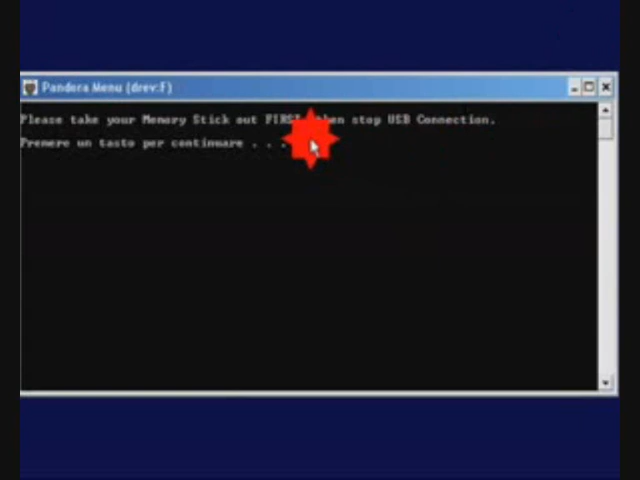 Pandora Menu (drev:F)
Please take your Memory Stick out FIRST, then stop USB Connection.
Premere un tasto per continuare . . .